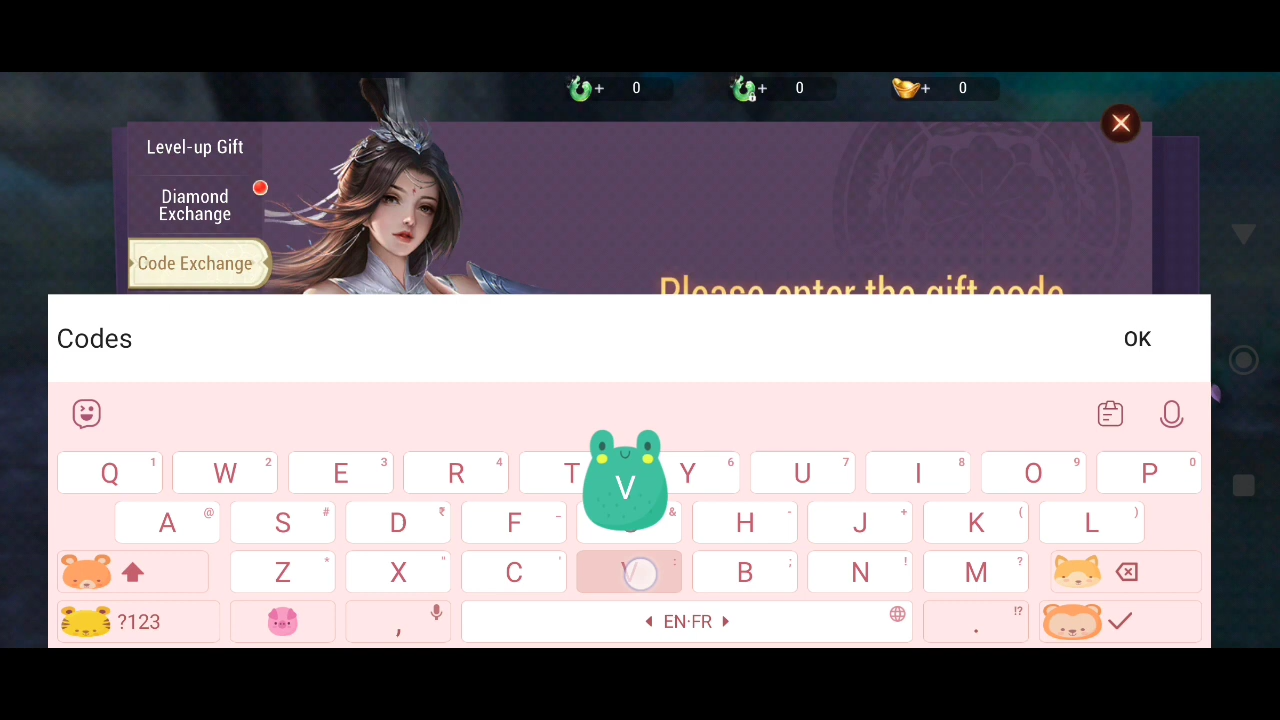 0 0 0
Level-up Gift
Diamond
Exchange
Code Exchange
Please enter the gift code
Codes OK
Q 1 W 2 E 3 R 4 T Y 6 U 7 I 8 O 9 P 0
A @ S # D ₹ F _ & H - J + K ( L )
V
Z * X " C ' V : B ; N ! M ?
?123 , EN·FR . !?